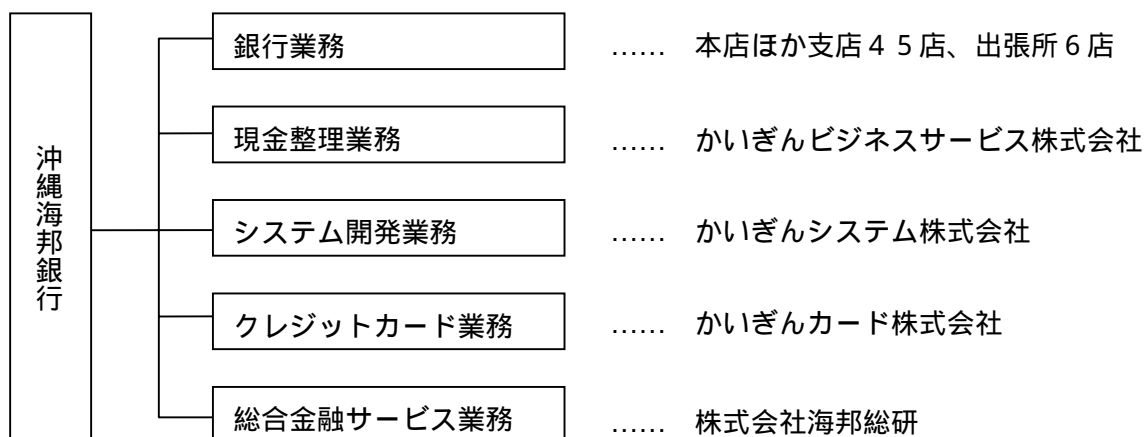 沖縄海邦銀行
銀行業務 …… 本店ほか支店４５店、出張所６店
現金整理業務 …… かいぎんビジネスサービス株式会社
システム開発業務 …… かいぎんシステム株式会社
クレジットカード業務 …… かいぎんカード株式会社
総合金融サービス業務 …… 株式会社海邦総研